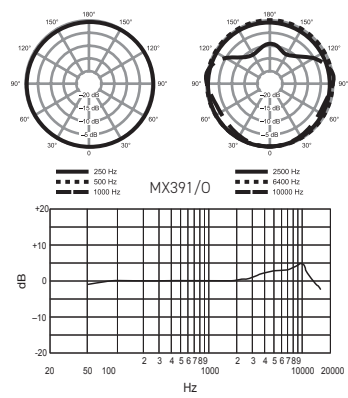 180° 180°
150° 150° 150° 150°
120° 120° 120° 120°
90° 90° 90° 90°
–20 dB –20 dB
–15 dB –15 dB
–10 dB –10 dB
–5 dB –5 dB
60° 60° 60° 60°
30° 30° 30° 30°
0 0
250 Hz 2500 Hz
500 Hz 6400 Hz
1000 Hz 10000 Hz
MX391/O
+20
+10
dB
0
–10
-20
2 3 4 5 6 7 8 9 2 3 4 5 6 7 8 9
20 50 100 1000 10000 20000
Hz